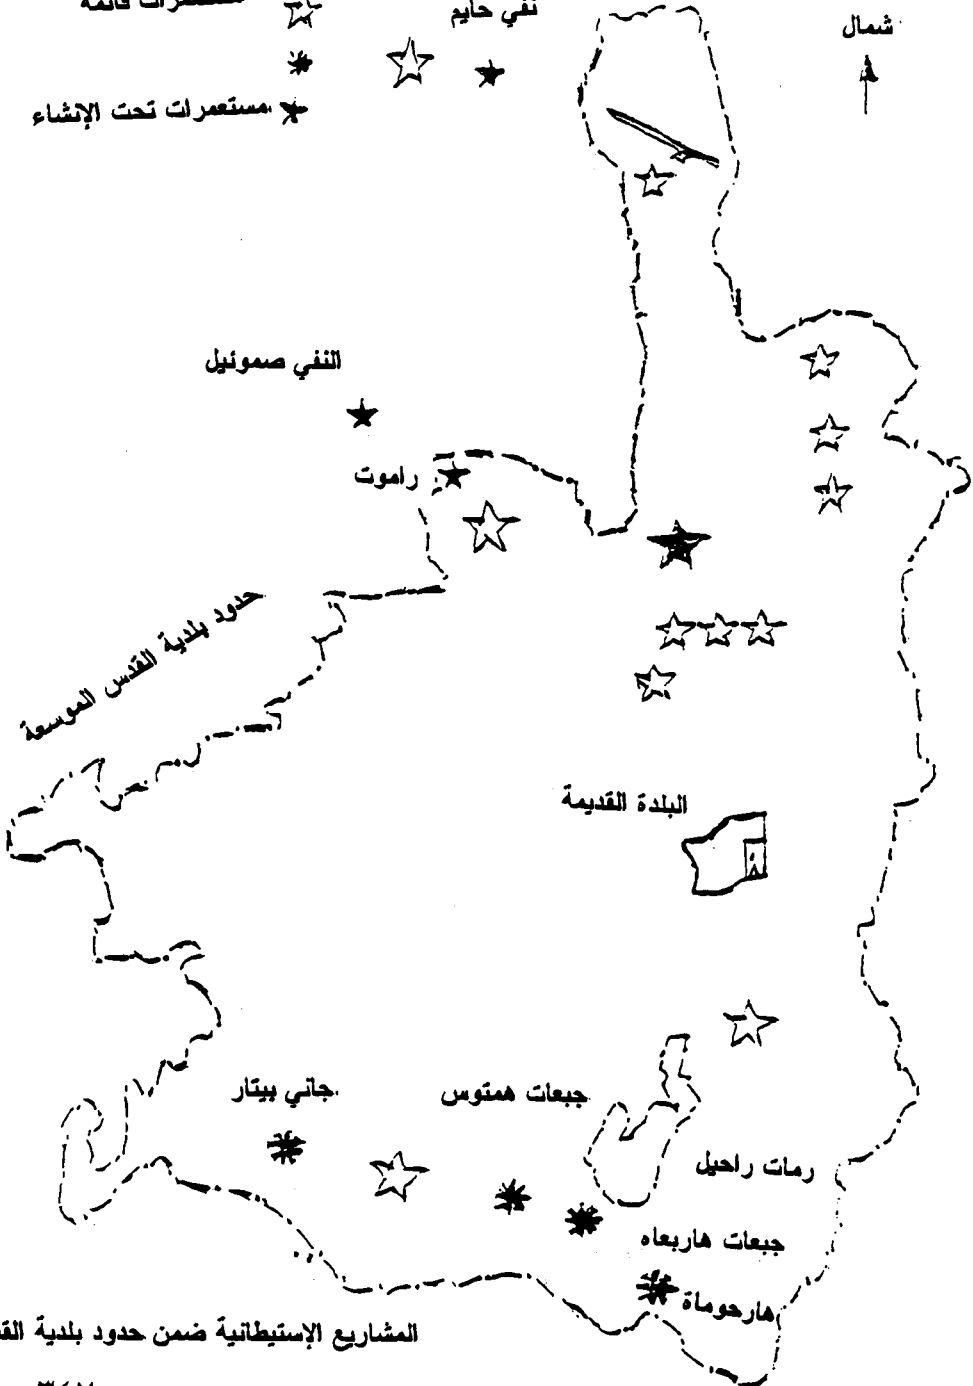 مستعمرات قائمة
نفي حاييم
شمال
مستعمرات تحت الإنشاء
النفي صموئيل
راموت
حدود بلدية القدس الموسعة
البلدة القديمة
جاني بيتار
جبعات همتوس
رمات راحيل
جبعات هاربعاه
هارحوماة
المشاريع الإستيطانية ضمن حدود بلدية